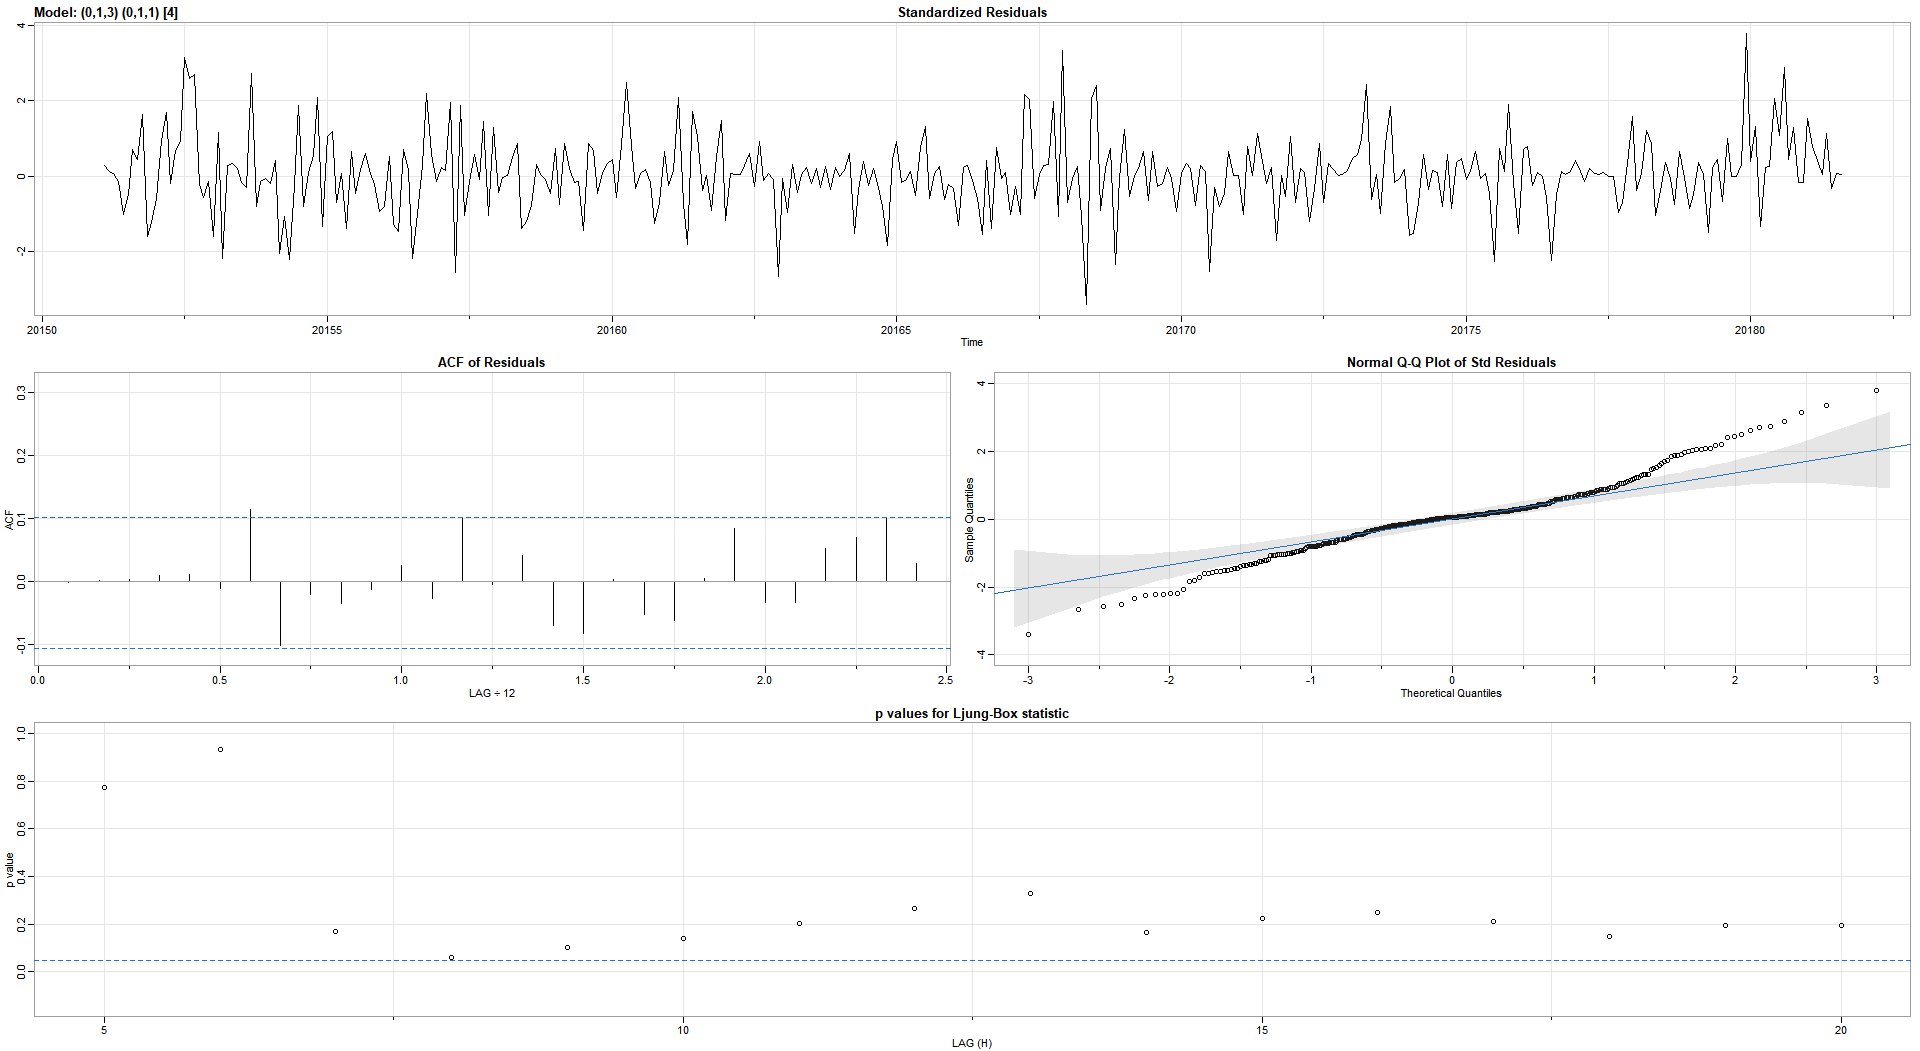 Model: (0,1,3) (0,1,1) [4]
Standardized Residuals
4
2
0
-2
20150 20155 20160 20165 20170 20175 20180
Time
ACF of Residuals
ACF
0.3
0.2
0.1
0.0
-0.1
0.0 0.5 1.0 1.5 2.0 2.5
LAG ÷ 12
Normal Q-Q Plot of Std Residuals
Sample Quantiles
4
2
0
-2
-4
-3 -2 -1 0 1 2 3
Theoretical Quantiles
p values for Ljung-Box statistic
p value
1.0
0.8
0.6
0.4
0.2
0.0
5 10 15 20
LAG (H)